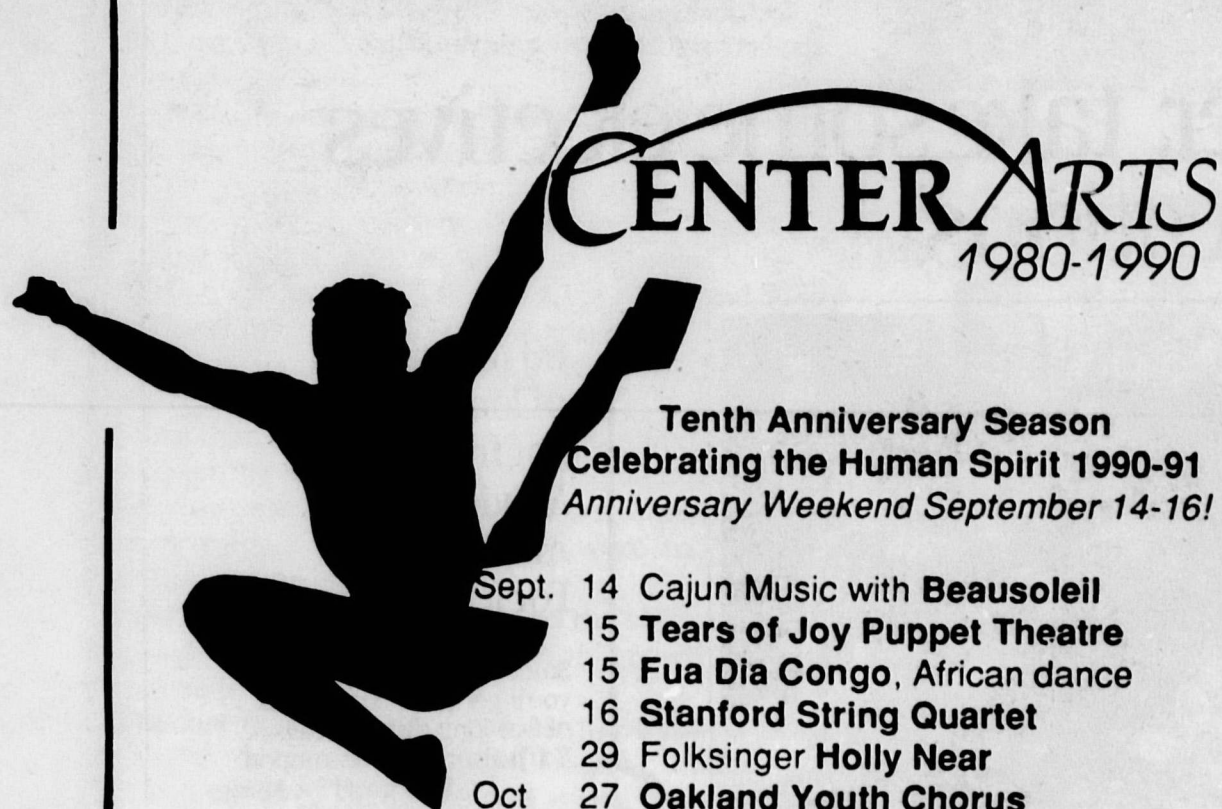 CENTERARTS
1980-1990
Tenth Anniversary Season
Celebrating the Human Spirit 1990-91
Anniversary Weekend September 14-16!
Sept. 14 Cajun Music with Beausoleil
15 Tears of Joy Puppet Theatre
15 Fua Dia Congo, African dance
16 Stanford String Quartet
29 Folksinger Holly Near
Oct 27 Oakland Youth Chorus